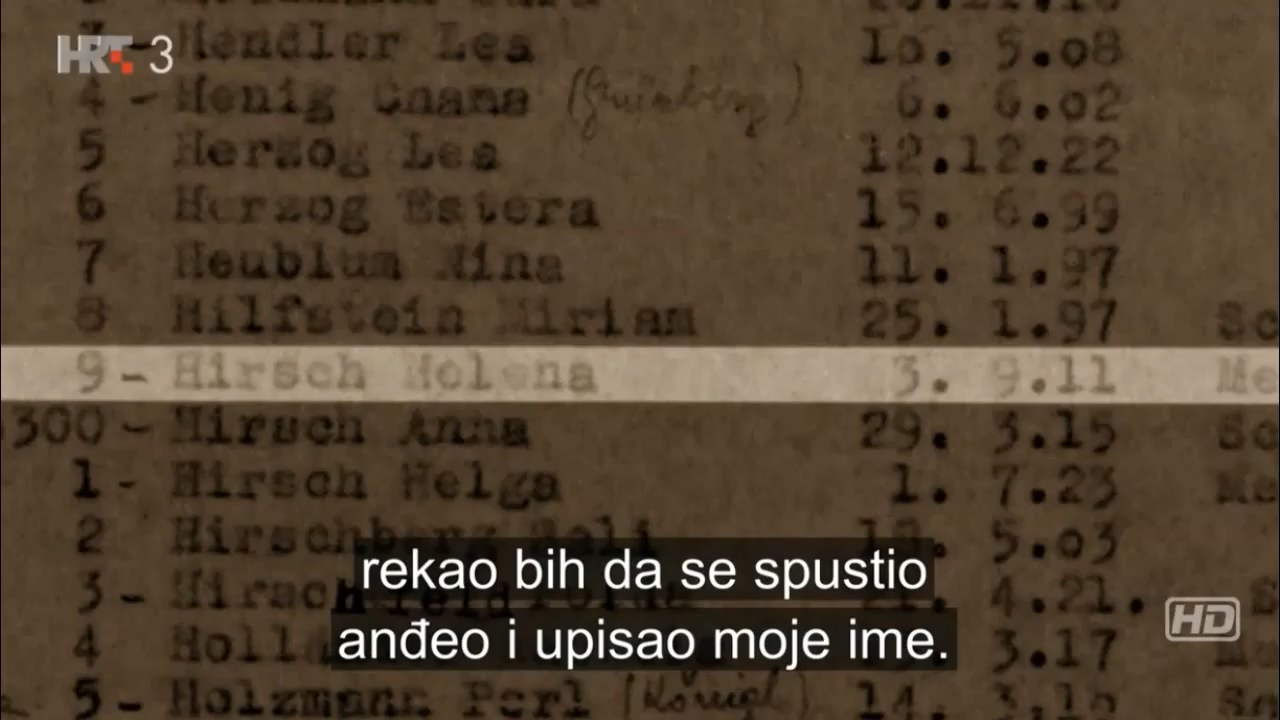 HRT 3
3 - Hendler Lea 10. 5.08
4 - Henig Chana 6. 6.02
5 Herzog Lea 12.12.22
6 Herzog Estera 15. 6.99
7 Heublum Nina 11. 1.97
8 Hilfstein Miriam 25. 1.97 Sc
9 - Hirsch Helena 3. 9.11 Me
300 - Hirsch Anna 29. 3.15
1 - Hirsch Helga 1. 7.23
2 Hirschberg 5.03
3 - 4.21.
4 3.17
5 - Holzmann Perl (König) 14.
rekao bih da se spustio
anđeo i upisao moje ime.
HD